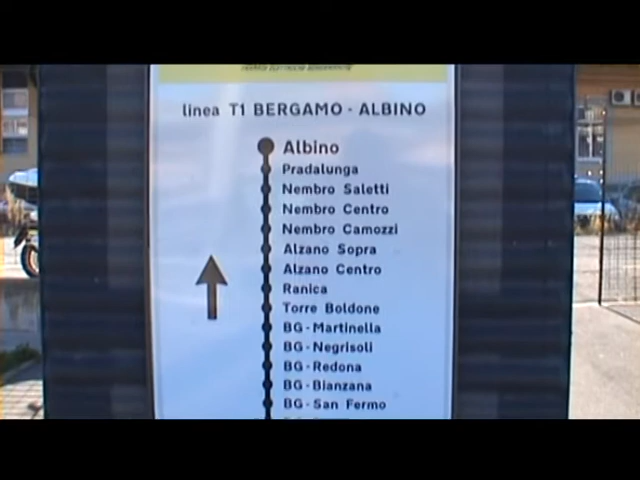 linea T1 BERGAMO - ALBINO
Albino
Pradalunga
Nembro Saletti
Nembro Centro
Nembro Camozzi
Alzano Sopra
Alzano Centro
Ranica
Torre Boldone
BG-Martinella
BG-Negrisoli
BG-Redona
BG-Bianzana
BG-San Fermo